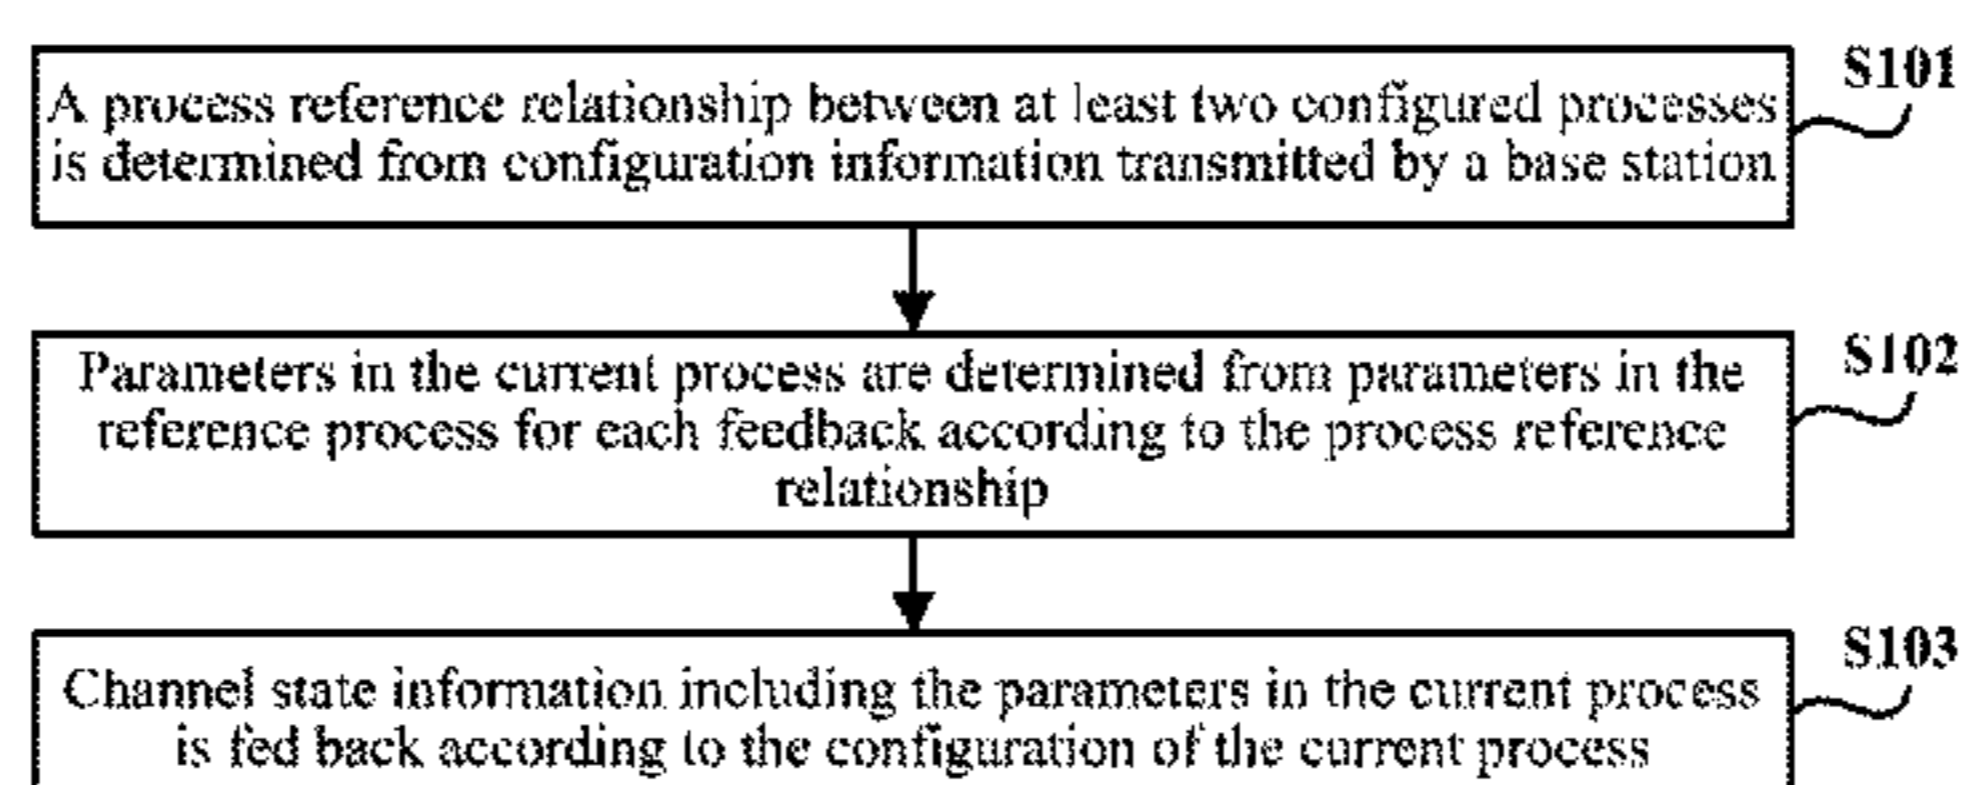 S101
A process reference relationship between at least two configured processes
is determined from configuration information transmitted by a base station
S102
Parameters in the current process are determined from parameters in the
reference process for each feedback according to the process reference
relationship
S103
Channel state information including the parameters in the current process
is fed back according to the configuration of the current process